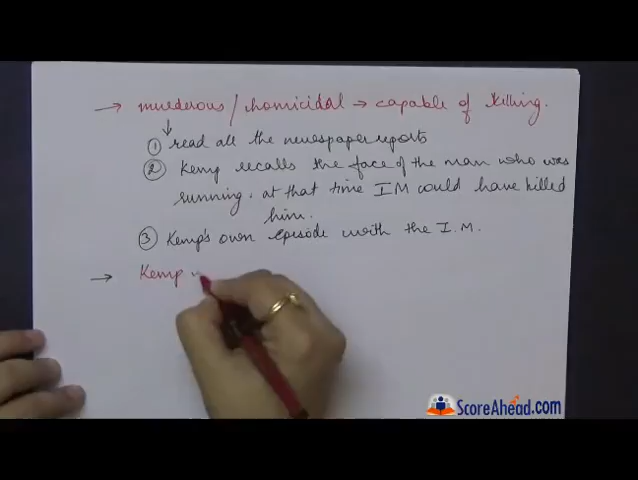 → murderous / homicidal → capable of killing.
① read all the newspaper reports
② Kemp recalls the face of the man who was
running, at that time IM could have killed
him.
③ Kemp's own episode with the I.M.
→ Kemp
ScoreAhead.com